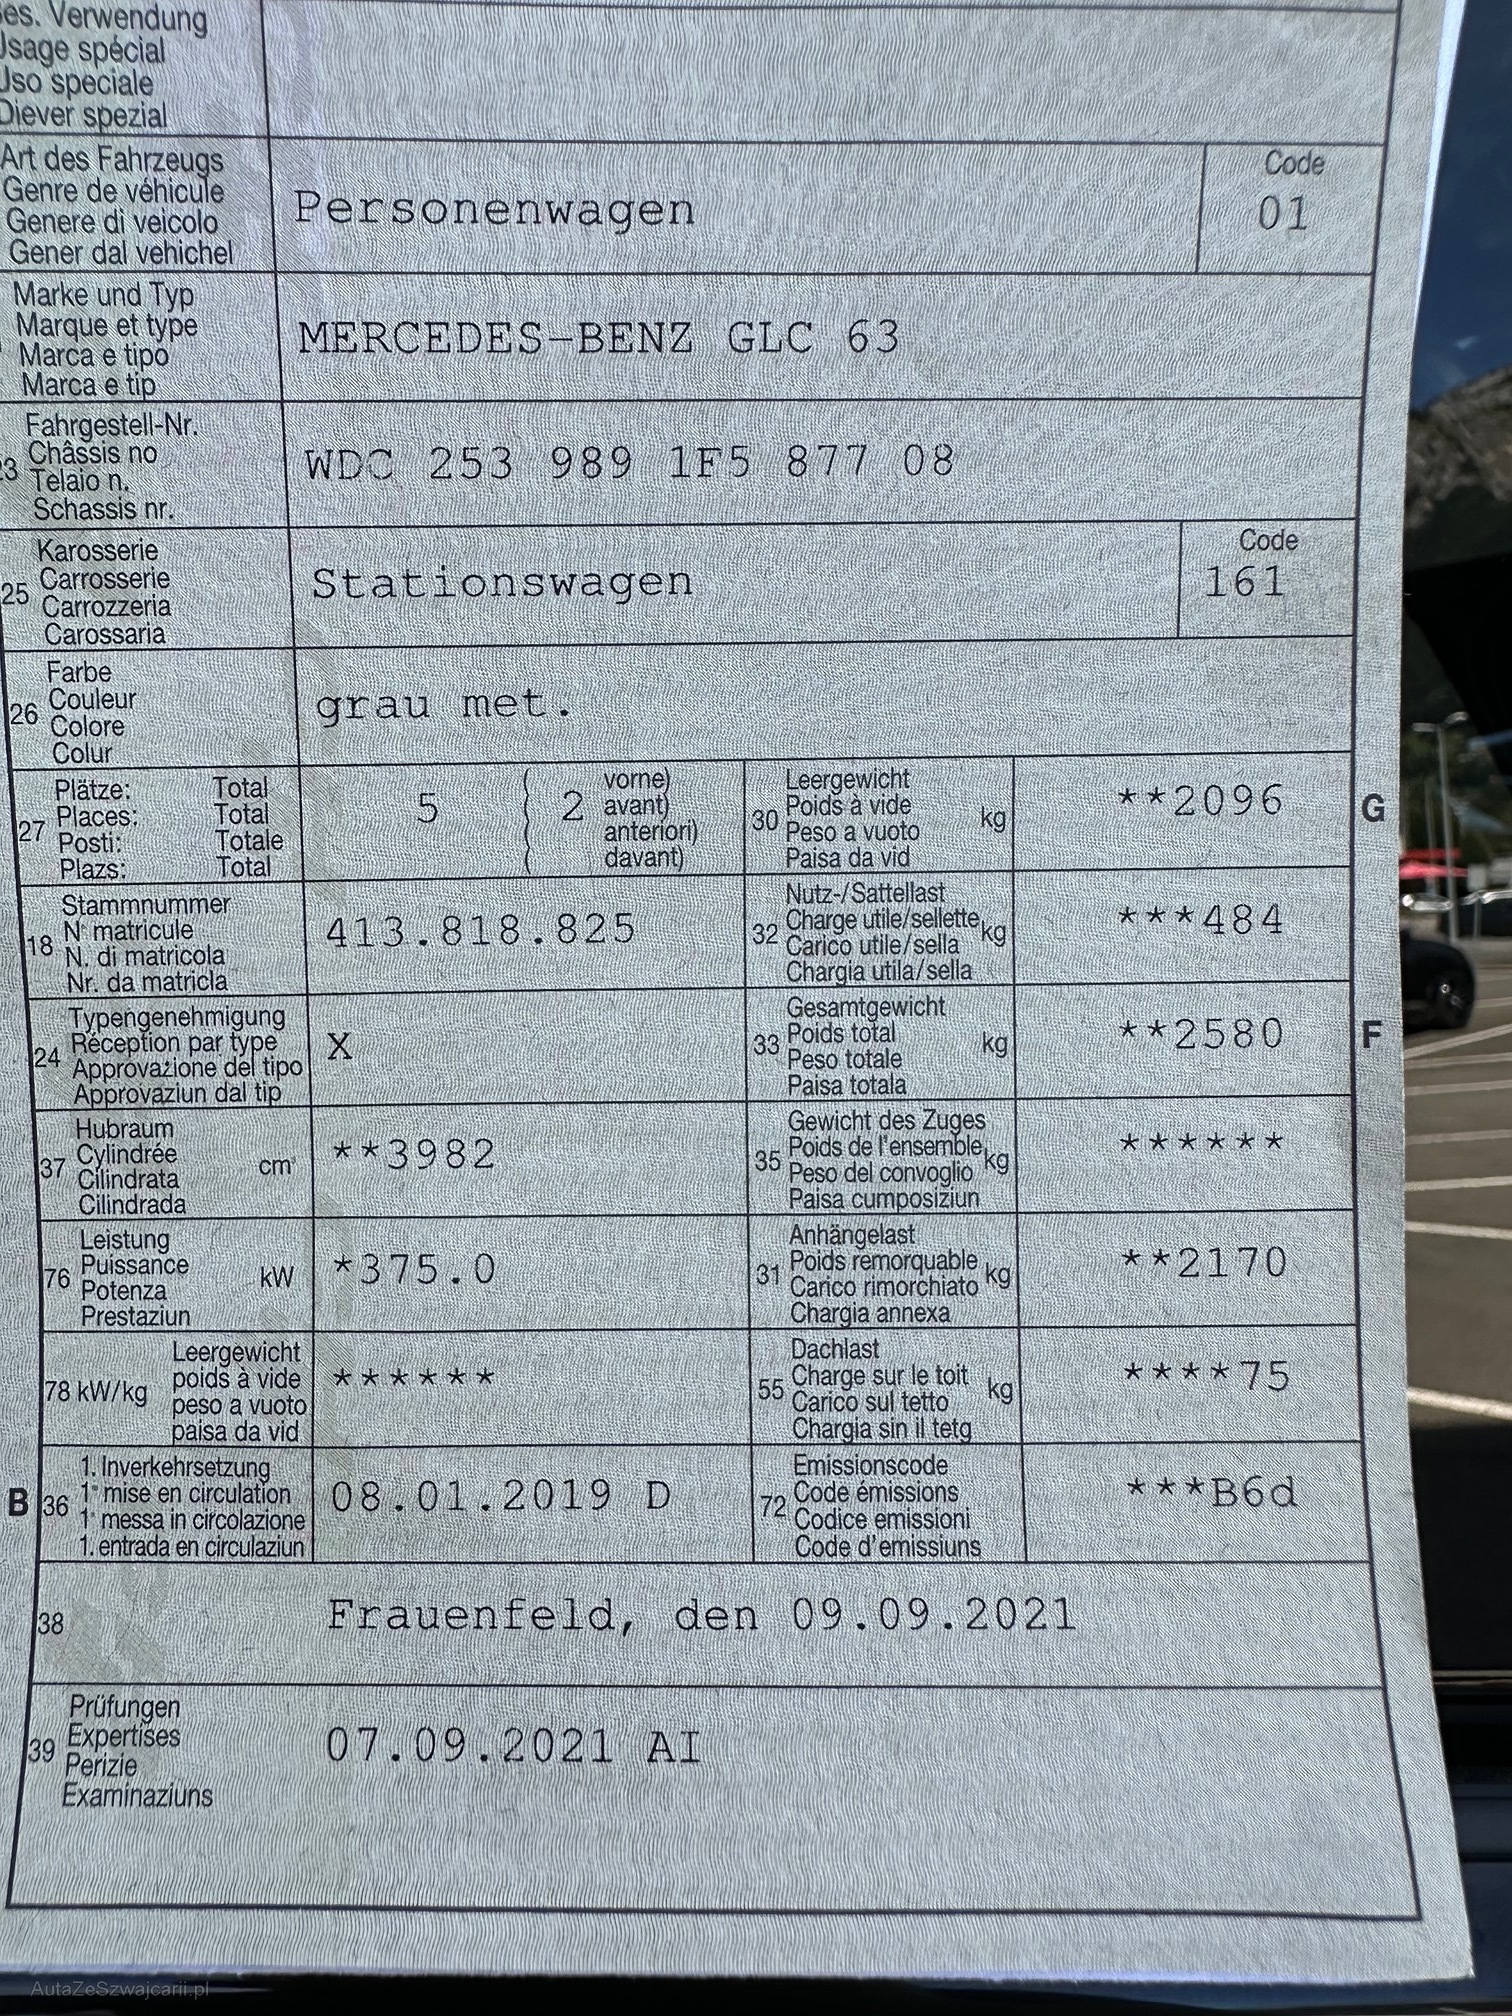 es. Verwendung
Usage spécial
Uso speciale
Diever spezial
Art des Fahrzeugs
Genre de véhicule
Genere di veicolo
Gener dal vehichel
Personenwagen
Code
01
Marke und Typ
Marque et type
Marca e tipo
Marca e tip
MERCEDES-BENZ GLC 63
23
Fahrgestell-Nr.
Châssis no
Telaio n.
Schassis nr.
WDC 253 989 1F5 877 08
25
Karosserie
Carrosserie
Carrozzeria
Carossaria
Stationswagen
Code
161
26
Farbe
Couleur
Colore
Colur
grau met.
27
Plätze: Total
Places: Total
Posti: Totale
Plazs: Total
5
( 2
vorne)
avant)
anteriori)
davant)
30
Leergewicht
Poids à vide
Peso a vuoto
Paisa da vid
kg
**2096
G
18
Stammnummer
N° matricule
N. di matricola
Nr. da matricla
413.818.825
32
Nutz-/Sattellast
Charge utile/sellette
Carico utile/sella
Chargia utila/sella
kg
***484
24
Typengenehmigung
Réception par type
Approvazione del tipo
Approvaziun dal tip
X
33
Gesamtgewicht
Poids total
Peso totale
Paisa totala
kg
**2580
F
37
Hubraum
Cylindrée
Cilindrata
Cilindrada
cm³
**3982
35
Gewicht des Zuges
Poids de l'ensemble
Peso del convoglio
Paisa cumposiziun
kg
******
76
Leistung
Puissance
Potenza
Prestaziun
kW
*375.0
31
Anhängelast
Poids remorquable
Carico rimorchiato
Chargia annexa
kg
**2170
78 kW/kg
Leergewicht
poids à vide
peso a vuoto
paisa da vid
******
55
Dachlast
Charge sur le toit
Carico sul tetto
Chargia sin il tetg
kg
****75
B
36
1. Inverkehrsetzung
1re mise en circulation
1a messa in circolazione
1. entrada en circulaziun
08.01.2019 D
72
Emissionscode
Code émissions
Codice emissioni
Code d'emissiuns
***B6d
38
Frauenfeld, den 09.09.2021
39
Prüfungen
Expertises
Perizie
Examinaziuns
07.09.2021 AI
AutaZeSzwajcarii.pl